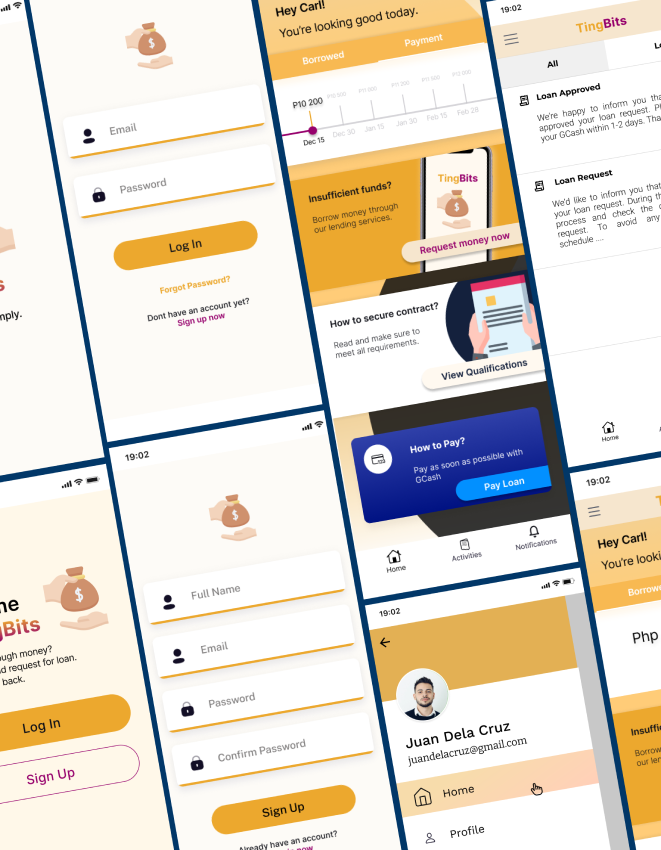 s
mply.
Email
Password
Log In
Forgot Password?
Dont have an account yet?
Sign up now
Hey Carl!
You're looking good today.
Borrowed
Payment
P10 200
Dec 15
Dec 30
Jan 15
Jan 30
Feb 15
Feb 28
Insufficient funds?
Borrow money through
our lending services.
TingBits
Request money now
How to secure contract?
Read and make sure to
meet all requirements.
View Qualifications
How to Pay?
Pay as soon as possible with
GCash
Pay Loan
Home
Activities
Notifications
19:02
TingBits
All
Lo
Loan Approved
We're happy to inform you tha
approved your loan request. Pl
your GCash within 1-2 days. Tha
Loan Request
We'd like to inform you that
your loan request. During th
process and check the
request. To avoid any
schedule ....
Home
me
gBits
ough money?
d request for loan.
back.
Log In
Sign Up
19:02
Full Name
Email
Password
Confirm Password
Sign Up
Already have an account?
now
19:02
Juan Dela Cruz
juandelacruz@gmail.com
Home
Profile
19:02
Hey Carl!
You're looki
Borrowe
Php
Insuffic
Borrow
our len